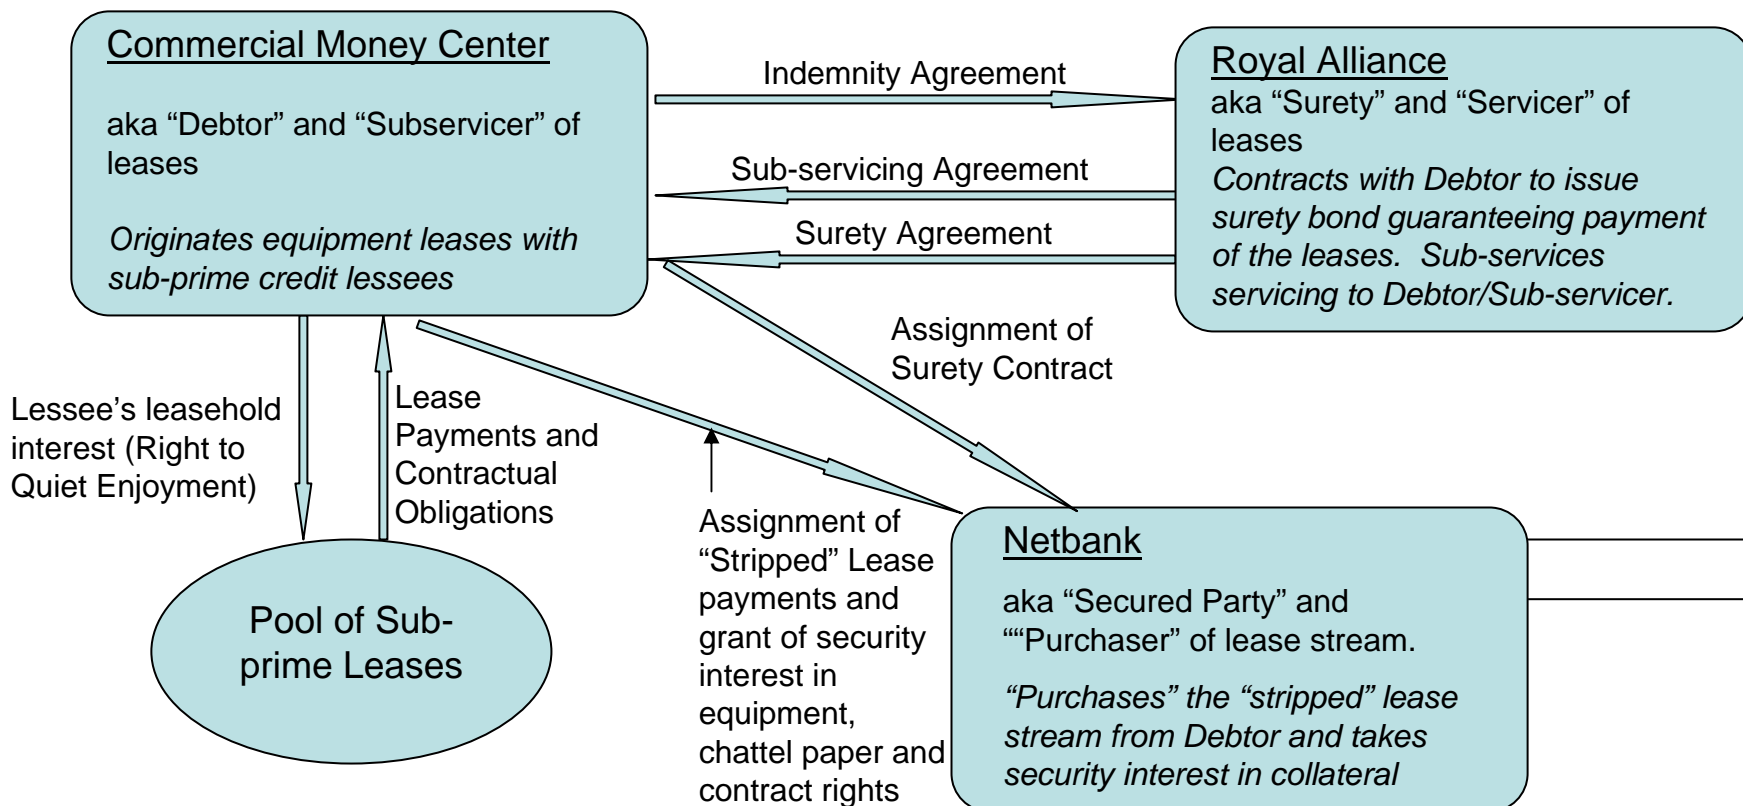 Commercial Money Center
aka “Debtor” and “Subservicer” of
leases
Originates equipment leases with
sub-prime credit lessees
Indemnity Agreement
Sub-servicing Agreement
Surety Agreement
Royal Alliance
aka “Surety” and “Servicer” of
leases
Contracts with Debtor to issue
surety bond guaranteeing payment
of the leases.  Sub-services
servicing to Debtor/Sub-servicer.
Assignment of
Surety Contract
Lessee’s leasehold
interest (Right to
Quiet Enjoyment)
Lease
Payments and
Contractual
Obligations
Assignment of
“Stripped” Lease
payments and
grant of security
interest in
equipment,
chattel paper and
contract rights
Pool of Sub-
prime Leases
Netbank
aka “Secured Party” and
““Purchaser” of lease stream.
“Purchases” the “stripped” lease
stream from Debtor and takes
security interest in collateral